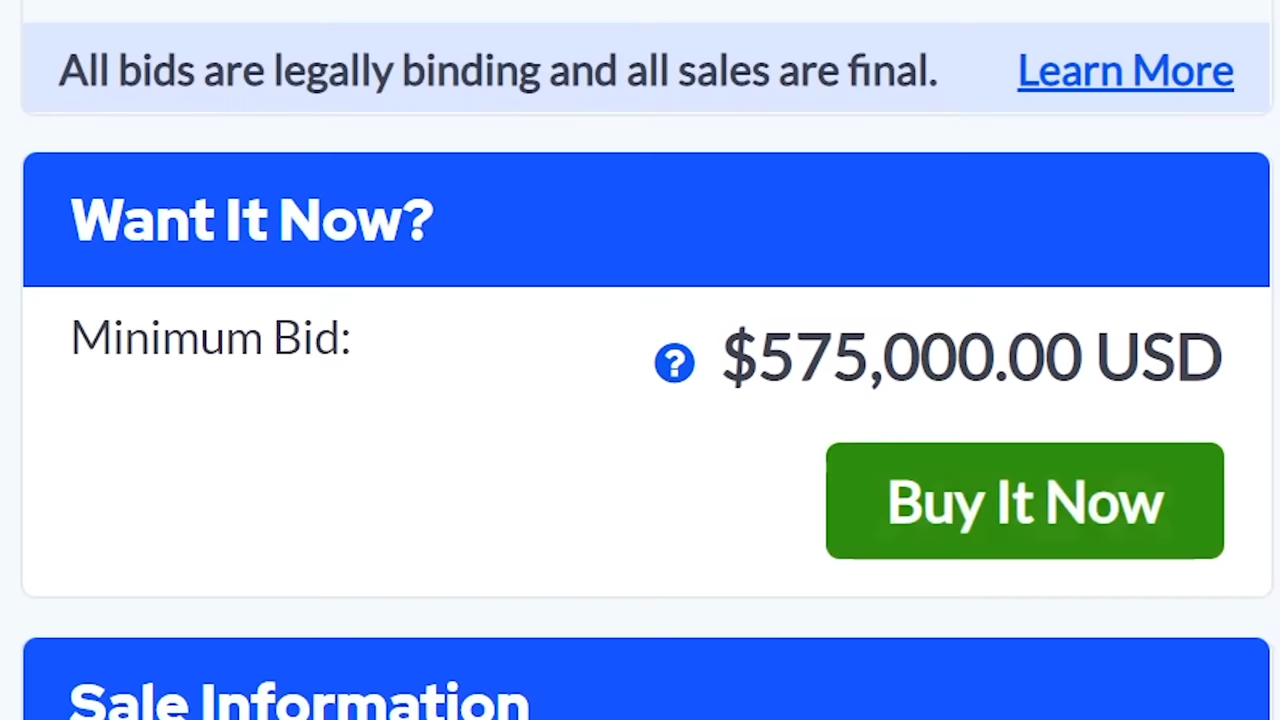 All bids are legally binding and all sales are final. Learn More
Want It Now?
Minimum Bid: ? $575,000.00 USD
Buy It Now
Sale Information